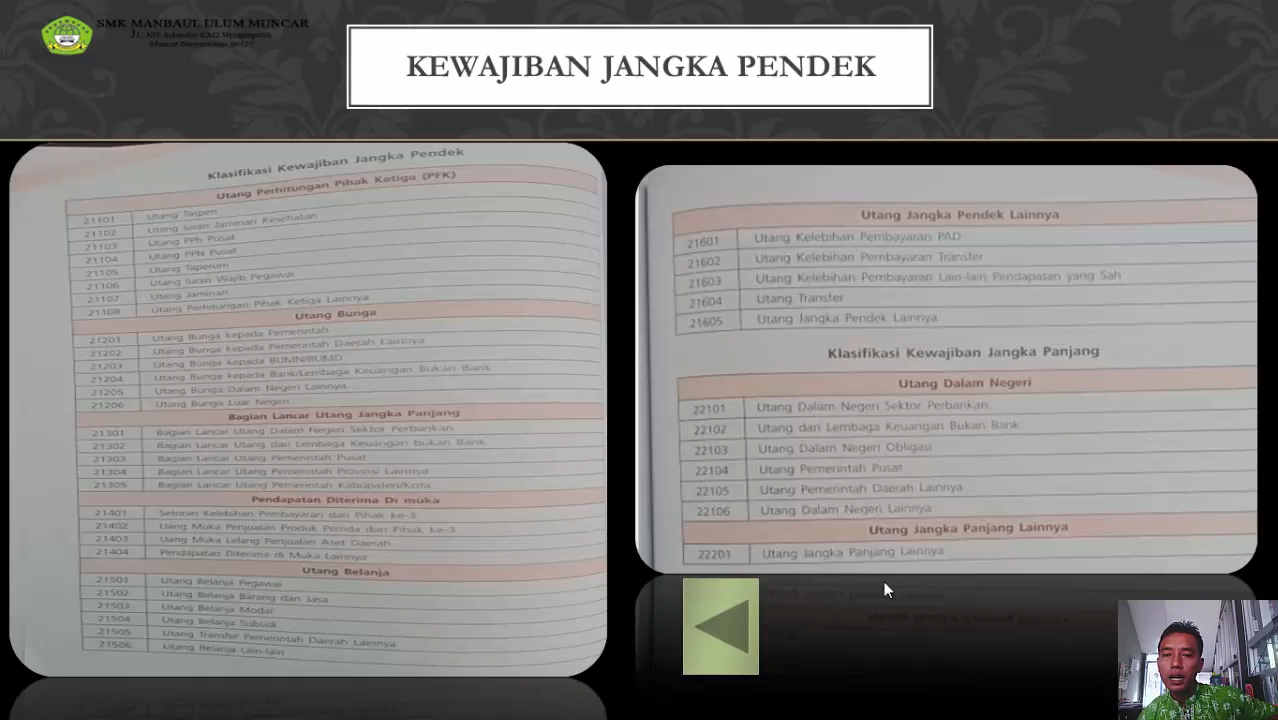 SMK MANBAUL ULUM MUNCAR
KEWAJIBAN JANGKA PENDEK
Klasifikasi Kewajiban Jangka Pendek
Utang Perhitungan Pihak Ketiga (PFK)
21101 Utang Taspen
21102 Utang Iuran Jaminan Kesehatan
21103 Utang PPh Pusat
21104 Utang PPN Pusat
21105 Utang Taperum
21106 Utang Iuran Wajib Pegawai
21107 Utang Jaminan
21108 Utang Perhitungan Pihak Ketiga Lainnya
Utang Bunga
21201 Utang Bunga kepada Pemerintah
21202 Utang Bunga kepada Pemerintah Daerah Lainnya
21203 Utang Bunga kepada BUMN/BUMD
21204 Utang Bunga kepada Bank/Lembaga Keuangan Bukan Bank
21205 Utang Bunga Dalam Negeri Lainnya
21206 Utang Bunga Luar Negeri
Bagian Lancar Utang Jangka Panjang
21301 Bagian Lancar Utang Dalam Negeri Sektor Perbankan
21302 Bagian Lancar Utang dari Lembaga Keuangan bukan Bank
21303 Bagian Lancar Utang Pemerintah Pusat
21304 Bagian Lancar Utang Pemerintah Provinsi Lainnya
21305 Bagian Lancar Utang Pemerintah Kabupaten/Kota
Pendapatan Diterima Di muka
21401 Setoran Kelebihan Pembayaran dari Pihak ke-3
21402 Uang Muka Penjualan Produk Pemda dari Pihak ke-3
21403 Uang Muka Lelang Penjualan Aset Daerah
21404 Pendapatan Diterima di Muka Lainnya
Utang Belanja
21501 Utang Belanja Pegawai
21502 Utang Belanja Barang dan Jasa
21503 Utang Belanja Modal
21504 Utang Belanja Subsidi
21505 Utang Transfer Pemerintah Daerah Lainnya
21506 Utang Belanja Lain-lain
Utang Jangka Pendek Lainnya
21601 Utang Kelebihan Pembayaran PAD
21602 Utang Kelebihan Pembayaran Transfer
21603 Utang Kelebihan Pembayaran Lain-lain Pendapatan yang Sah
21604 Utang Transfer
21605 Utang Jangka Pendek Lainnya
Klasifikasi Kewajiban Jangka Panjang
Utang Dalam Negeri
22101 Utang Dalam Negeri Sektor Perbankan
22102 Utang dari Lembaga Keuangan Bukan Bank
22103 Utang Dalam Negeri Obligasi
22104 Utang Pemerintah Pusat
22105 Utang Pemerintah Daerah Lainnya
22106 Utang Dalam Negeri Lainnya
Utang Jangka Panjang Lainnya
22201 Utang Jangka Panjang Lainnya